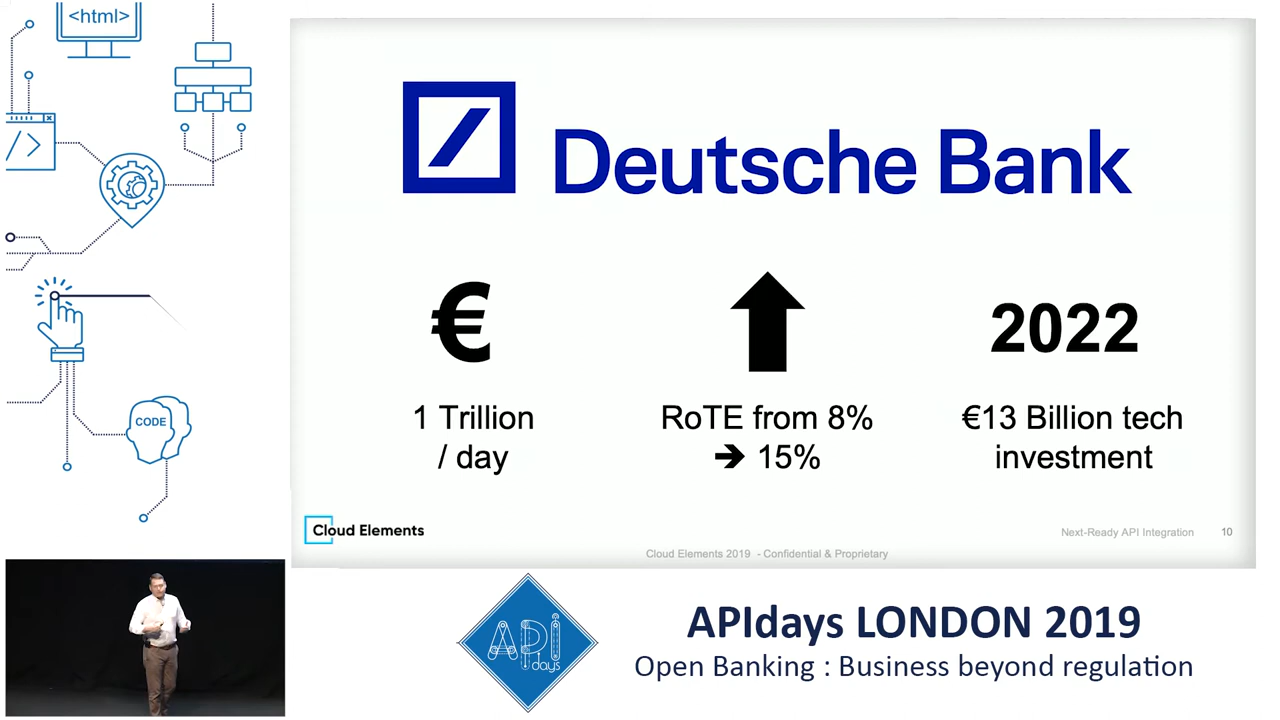 <html>
</>
CODE
Deutsche Bank
€
1 Trillion
/ day
RoTE from 8%
➔ 15%
2022
€13 Billion tech
investment
Cloud Elements
Next-Ready API Integration
10
Cloud Elements 2019 - Confidential & Proprietary
API
days
APIdays LONDON 2019
Open Banking : Business beyond regulation